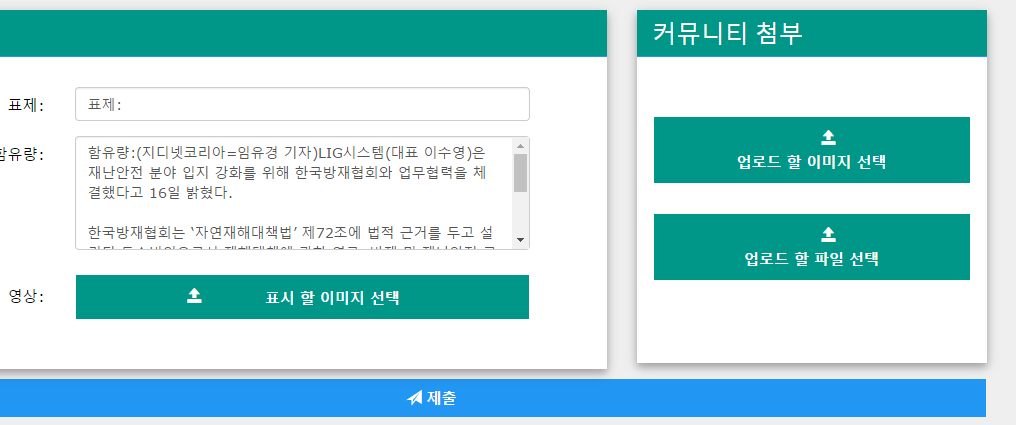 커뮤니티 첨부
표제:
표제:
함유량:
함유량:(지디넷코리아=임유경 기자)LIG시스템(대표 이수영)은
재난안전 분야 입지 강화를 위해 한국방재협회와 업무협력을 체
결했다고 16일 밝혔다.
한국방재협회는 ‘자연재해대책법’ 제72조에 법적 근거를 두고 설
영상:
표시 할 이미지 선택
업로드 할 이미지 선택
업로드 할 파일 선택
제출